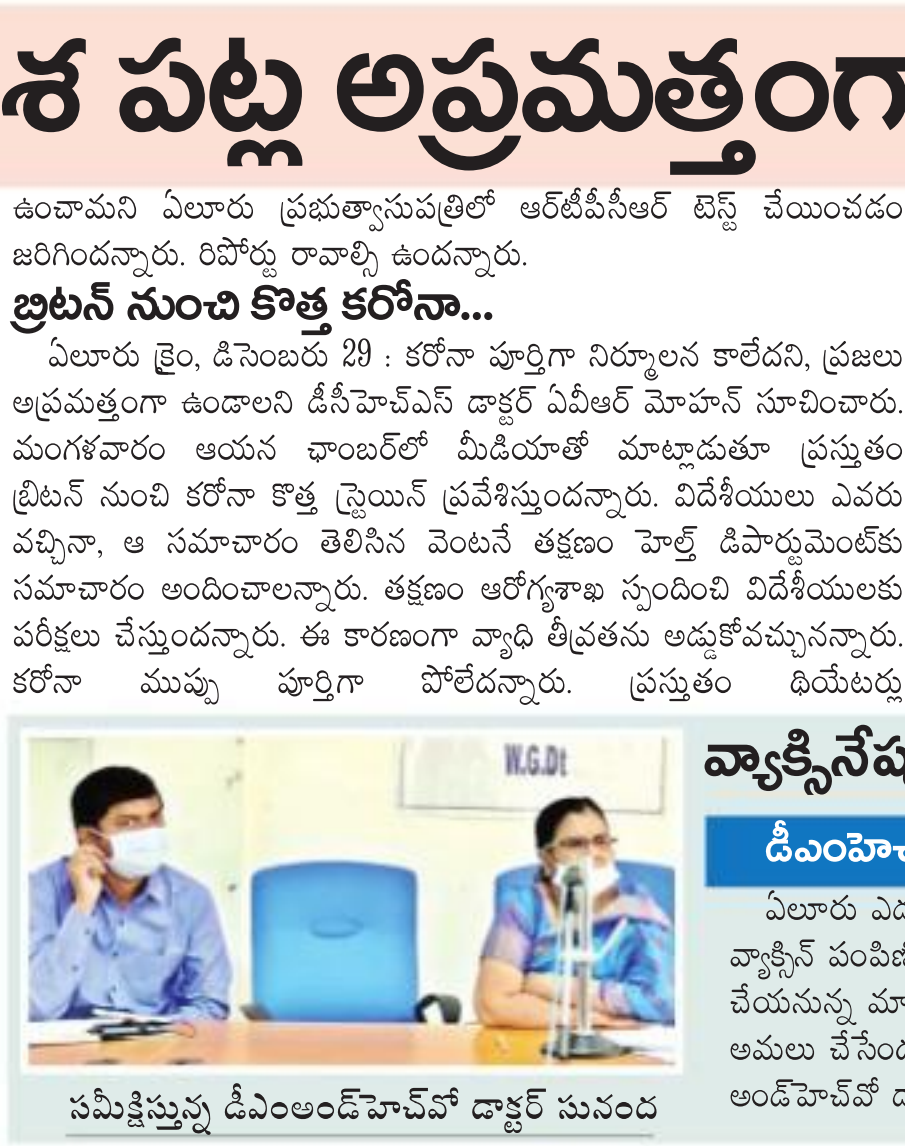 శ పట్ల అప్రమత్తంగా
ఉంచామని ఏలూరు ప్రభుత్వాసుపత్రిలో ఆర్‌టీపీసీఆర్ టెస్ట్ చేయించడం
జరిగిందన్నారు. రిపోర్టు రావాల్సి ఉందన్నారు.
బ్రిటన్ నుంచి కొత్త కరోనా...
ఏలూరు క్రైం, డిసెంబరు 29 : కరోనా పూర్తిగా నిర్మూలన కాలేదని, ప్రజలు
అప్రమత్తంగా ఉండాలని డీసీహెచ్‌ఎస్ డాక్టర్ ఏవీఆర్ మోహన్ సూచించారు.
మంగళవారం ఆయన ఛాంబర్‌లో మీడియాతో మాట్లాడుతూ ప్రస్తుతం
బ్రిటన్ నుంచి కరోనా కొత్త స్ట్రెయిన్ ప్రవేశిస్తుందన్నారు. విదేశీయులు ఎవరు
వచ్చినా, ఆ సమాచారం తెలిసిన వెంటనే తక్షణం హెల్త్ డిపార్టుమెంట్‌కు
సమాచారం అందించాలన్నారు. తక్షణం ఆరోగ్యశాఖ స్పందించి విదేశీయులకు
పరీక్షలు చేస్తుందన్నారు. ఈ కారణంగా వ్యాధి తీవ్రతను అడ్డుకోవచ్చునన్నారు.
కరోనా ముప్పు పూర్తిగా పోలేదన్నారు. ప్రస్తుతం థియేటర్లు
W.G.Dt
సమీక్షిస్తున్న డీఎంఅండ్‌హెచ్‌వో డాక్టర్ సునంద
వ్యాక్సినేష
డీఎంహెచ
ఏలూరు ఎద
వ్యాక్సిన్ పంపిణీ
చేయనున్న మా
అమలు చేసేంద
అండ్‌హెచ్‌వో డ